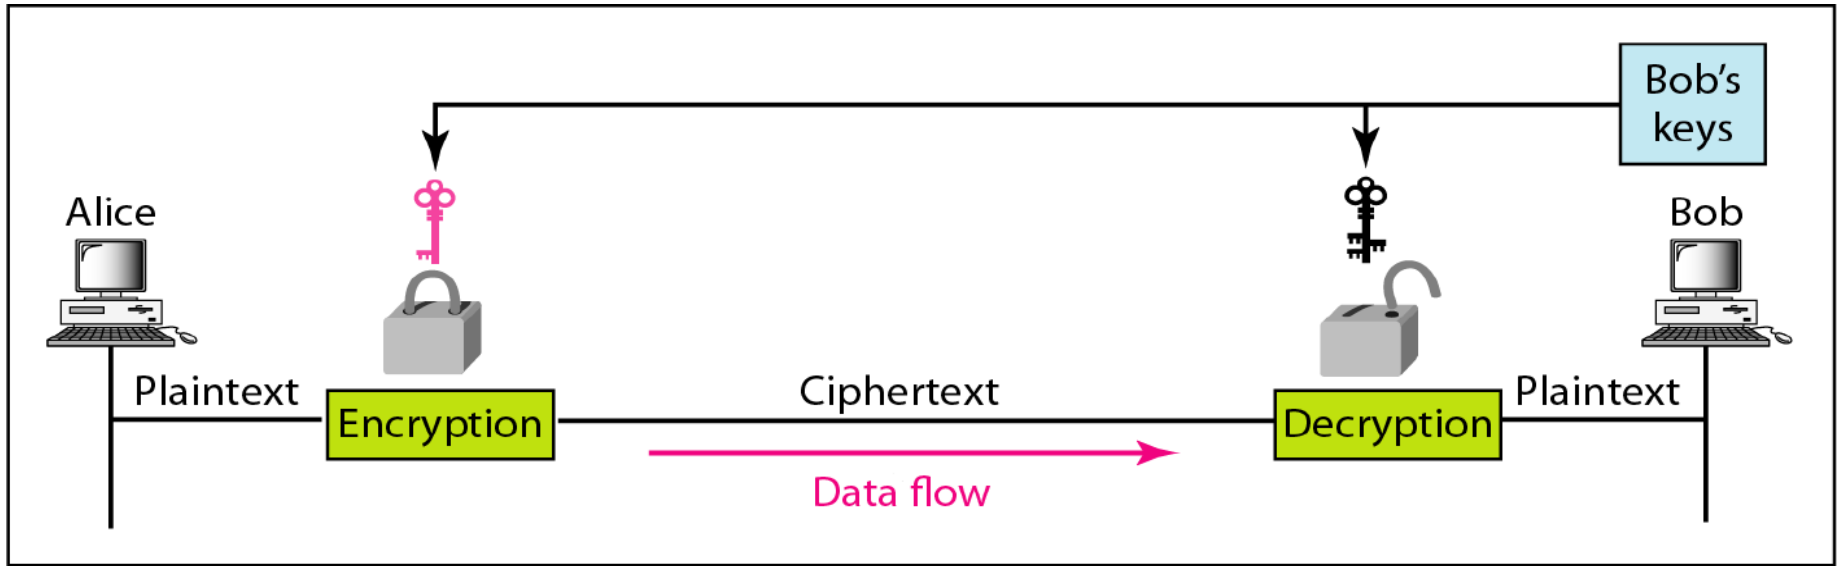 Bob’s
keys
Alice
Bob
Plaintext
Ciphertext
Plaintext
Encryption
Decryption
Data flow